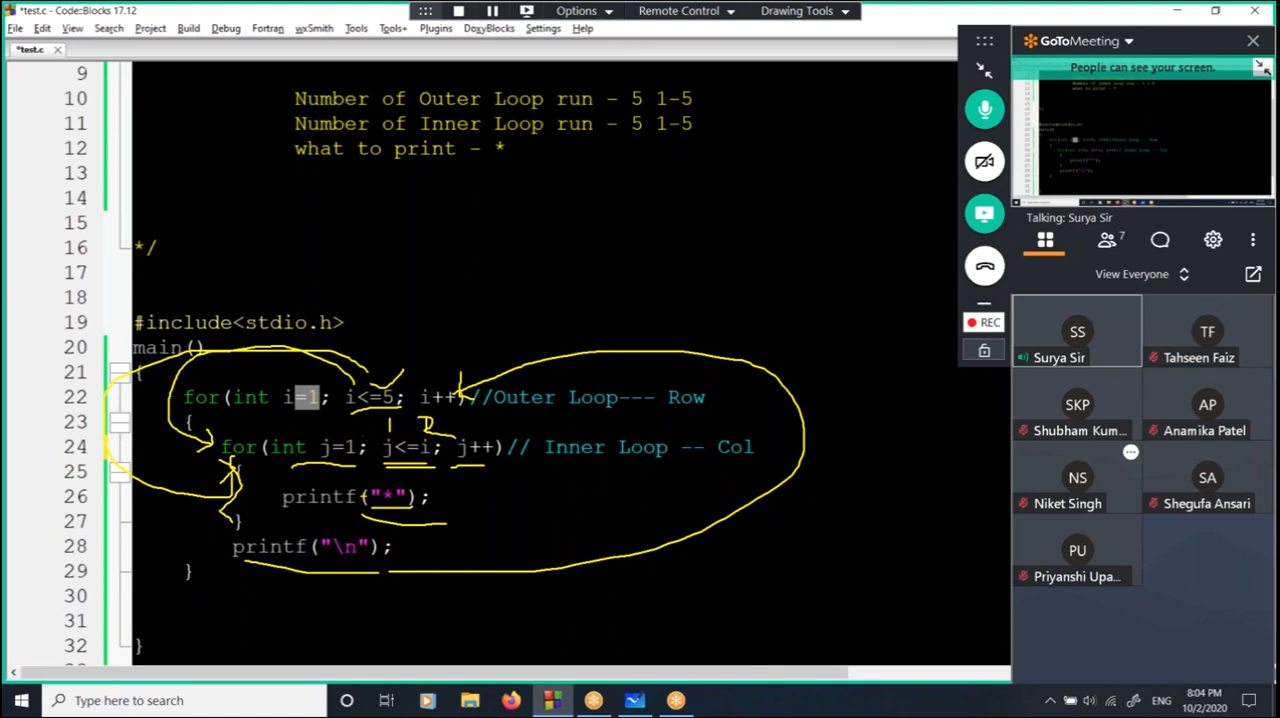 *test.c - Code::Blocks 17.12
Options Remote Control Drawing Tools
File Edit View Search Project Build Debug Fortran wxSmith Tools Tools+ Plugins DoxyBlocks Settings Help
*test.c
9
10 Number of Outer Loop run - 5 1-5
11 Number of Inner Loop run - 5 1-5
12 what to print - *
13
14
15
16 */
17
18
19 #include<stdio.h>
20 main()
21 {
22 for(int i=1; i<=5; i++)//Outer Loop--- Row
23 {
24 for(int j=1; j<=i; j++)// Inner Loop -- Col
25 {
26 printf("*");
27 }
28 printf("\n");
29 }
30
31
32 }
GoToMeeting
People can see your screen.
Talking: Surya Sir
7
View Everyone
REC
SS
Surya Sir
TF
Tahseen Faiz
SKP
Shubham Kum...
AP
Anamika Patel
NS
Niket Singh
SA
Shegufa Ansari
PU
Priyanshi Upa...
Type here to search
ENG
8:04 PM
10/2/2020